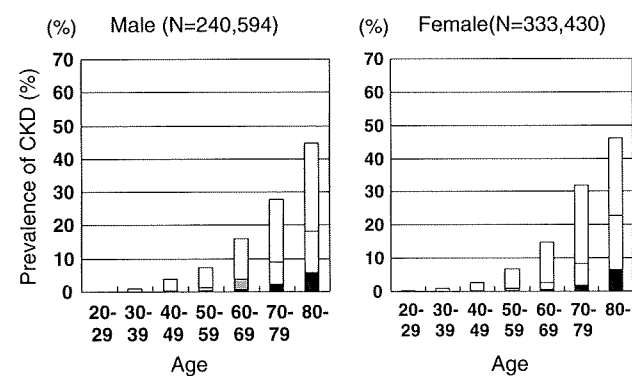 (%) Male (N=240,594)
Prevalence of CKD (%)
70
60
50
40
30
20
10
0
20- 30- 40- 50- 60- 70- 80-
29 39 49 59 69 79
Age
(%) Female(N=333,430)
70
60
50
40
30
20
10
0
20- 30- 40- 50- 60- 70- 80-
29 39 49 59 69 79
Age